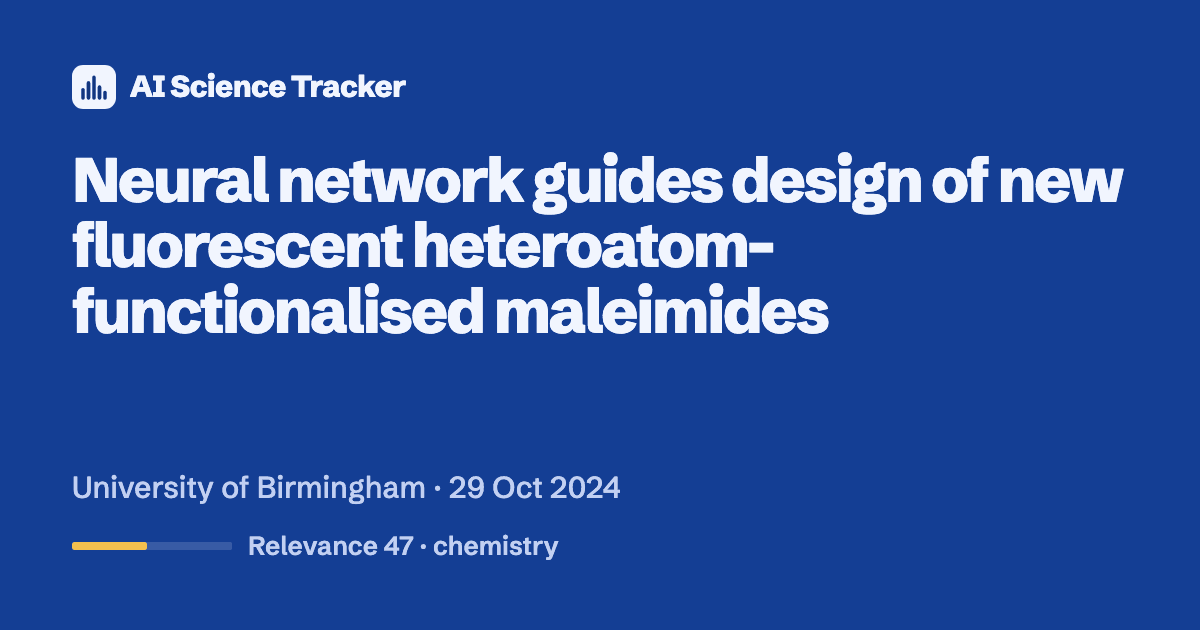 AI Science Tracker
Neural network guides design of new
fluorescent heteroatom-
functionalised maleimides
University of Birmingham · 29 Oct 2024
Relevance 47 · chemistry